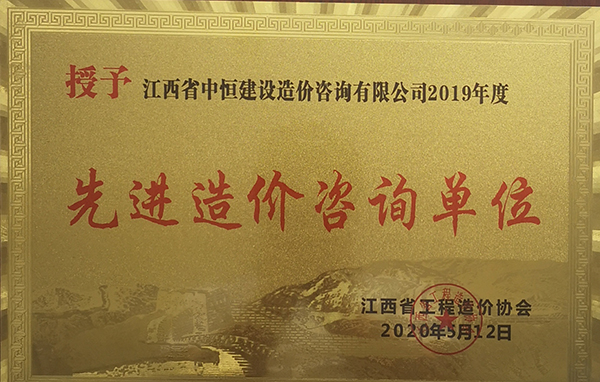 授予 江西省中恒建设造价咨询有限公司2019年度
先进造价咨询单位
江西省工程造价协会
2020年5月12日